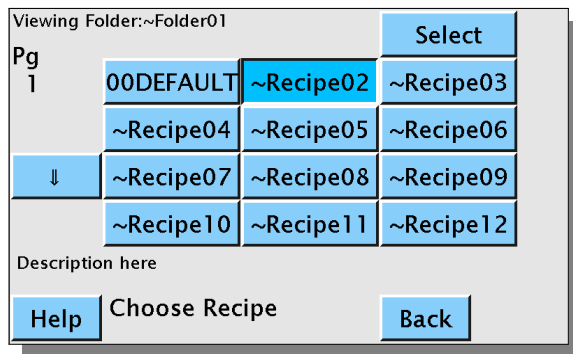 Viewing Folder:~Folder01
Select
Pg
1
00DEFAULT ~Recipe02 ~Recipe03
~Recipe04 ~Recipe05 ~Recipe06
⇓ ~Recipe07 ~Recipe08 ~Recipe09
~Recipe10 ~Recipe11 ~Recipe12
Description here
Help Choose Recipe Back